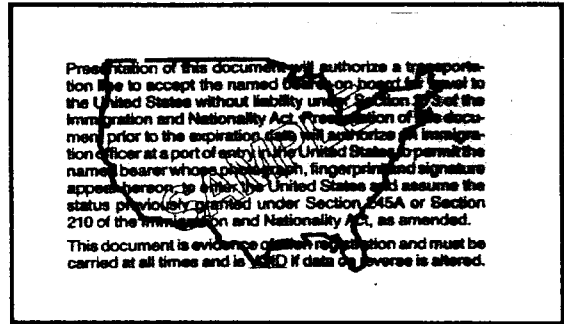 Presentation of this document will authorize a transporta-
tion line to accept the named bearer on board for travel to
the United States without liability under Section 273 of the
Immigration and Nationality Act. Presentation of this docu-
ment prior to the expiration date will authorize an immigra-
tion officer at a port of entry in the United States to permit the
named bearer whose photograph, fingerprint and signature
appear hereon, to enter the United States and assume the
status previously granted under Section 245A or Section
210 of the Immigration and Nationality Act, as amended.
This document is evidence of alien registration and must be
carried at all times and is VOID if data on reverse is altered.